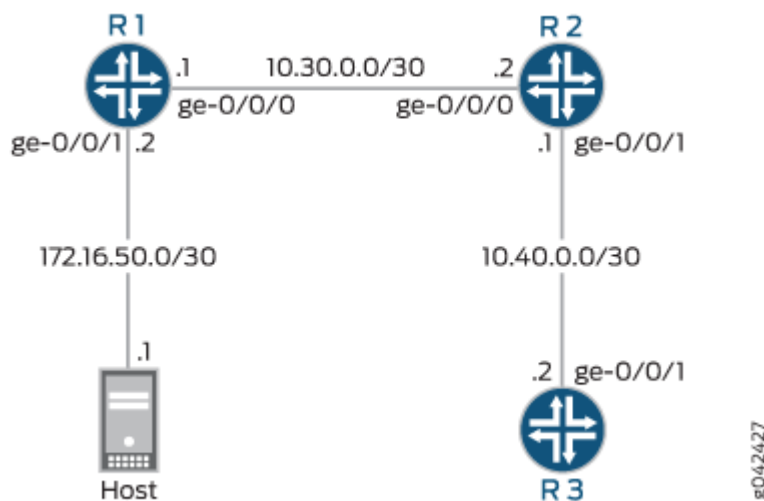 R1
R2
.1
10.30.0.0/30
.2
ge-0/0/0
ge-0/0/0
ge-0/0/1
.2
.1
ge-0/0/1
172.16.50.0/30
10.40.0.0/30
.1
.2
ge-0/0/1
Host
R3
g042427